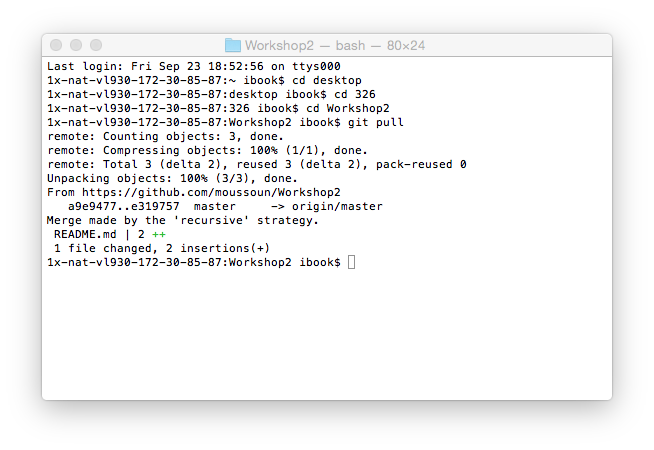 Workshop2 — bash — 80×24
Last login: Fri Sep 23 18:52:56 on ttys000
1x-nat-vl930-172-30-85-87:~ ibook$ cd desktop
1x-nat-vl930-172-30-85-87:desktop ibook$ cd 326
1x-nat-vl930-172-30-85-87:326 ibook$ cd Workshop2
1x-nat-vl930-172-30-85-87:Workshop2 ibook$ git pull
remote: Counting objects: 3, done.
remote: Compressing objects: 100% (1/1), done.
remote: Total 3 (delta 2), reused 3 (delta 2), pack-reused 0
Unpacking objects: 100% (3/3), done.
From https://github.com/moussoun/Workshop2
   a9e9477..e319757  master     -> origin/master
Merge made by the 'recursive' strategy.
 README.md | 2 ++
 1 file changed, 2 insertions(+)
1x-nat-vl930-172-30-85-87:Workshop2 ibook$